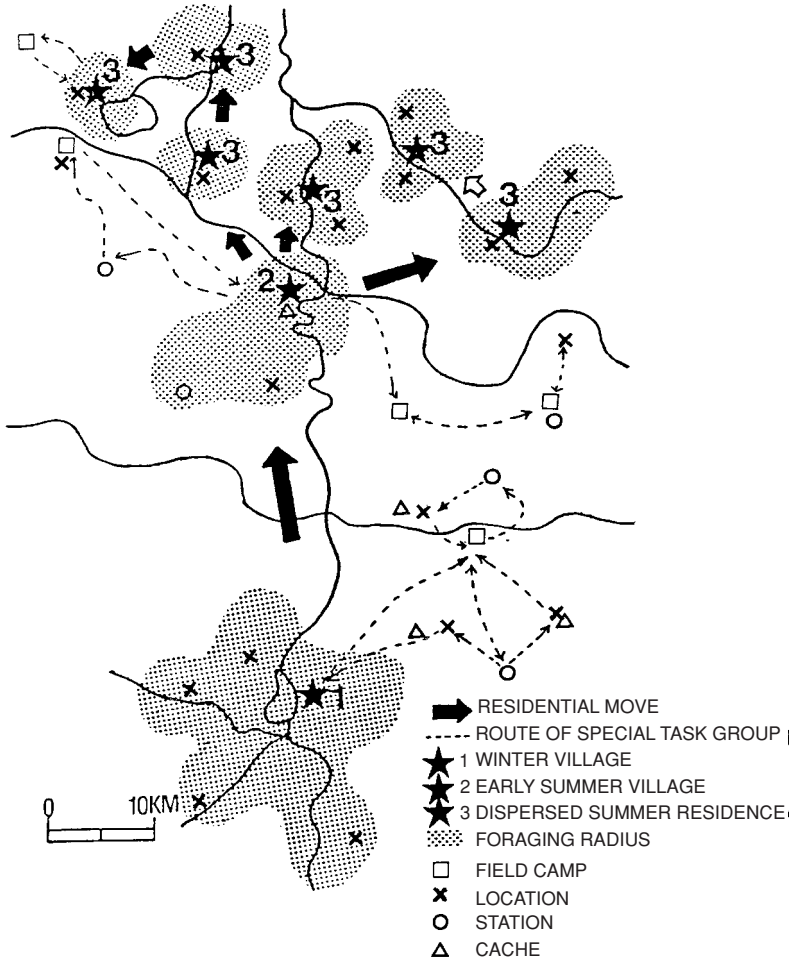 3
3
3
3
3
3
2
1
0 10KM
RESIDENTIAL MOVE
ROUTE OF SPECIAL TASK GROUP
1 WINTER VILLAGE
2 EARLY SUMMER VILLAGE
3 DISPERSED SUMMER RESIDENCE
FORAGING RADIUS
FIELD CAMP
LOCATION
STATION
CACHE